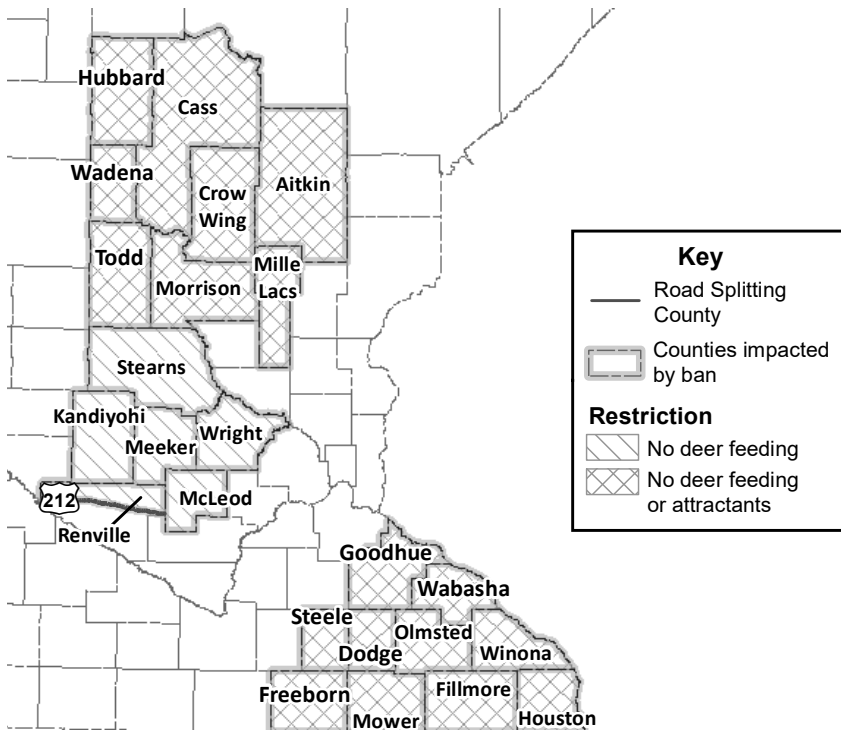 Hubbard
Cass
Wadena
Crow
Wing
Aitkin
Todd
Mille
Lacs
Morrison
Stearns
Kandiyohi
Meeker
Wright
212
McLeod
Renville
Goodhue
Wabasha
Steele
Olmsted
Dodge
Winona
Freeborn
Fillmore
Mower
Houston
Key
Road Splitting
County
Counties impacted
by ban
Restriction
No deer feeding
No deer feeding
or attractants